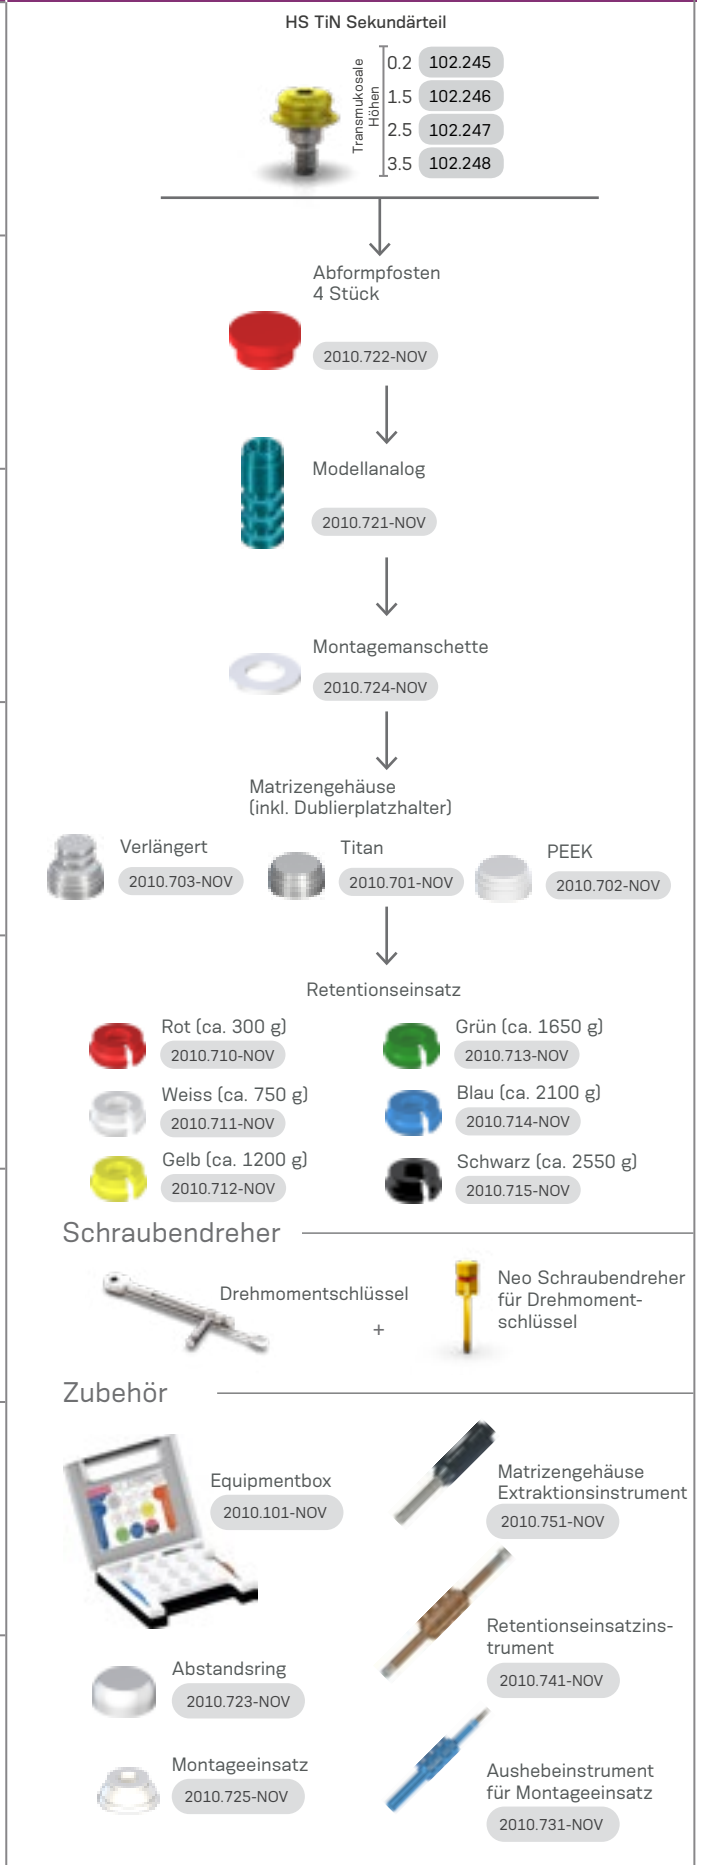 HS TiN Sekundärteil
Transmukosale
Höhen
0.2 102.245
1.5 102.246
2.5 102.247
3.5 102.248
Abformpfosten
4 Stück
2010.722-NOV
Modellanalog
2010.721-NOV
Montagemanschette
2010.724-NOV
Matrizengehäuse
(inkl. Dublierplatzhalter)
Verlängert
2010.703-NOV
Titan
2010.701-NOV
PEEK
2010.702-NOV
Retentionseinsatz
Rot (ca. 300 g)
2010.710-NOV
Grün (ca. 1650 g)
2010.713-NOV
Weiss (ca. 750 g)
2010.711-NOV
Blau (ca. 2100 g)
2010.714-NOV
Gelb (ca. 1200 g)
2010.712-NOV
Schwarz (ca. 2550 g)
2010.715-NOV
Schraubendreher
Drehmomentschlüssel
+
Neo Schraubendreher
für Drehmoment-
schlüssel
Zubehör
Equipmentbox
2010.101-NOV
Matrizengehäuse
Extraktionsinstrument
2010.751-NOV
Retentionseinsatzins-
trument
2010.741-NOV
Abstandsring
2010.723-NOV
Montageeinsatz
2010.725-NOV
Aushebeinstrument
für Montageeinsatz
2010.731-NOV